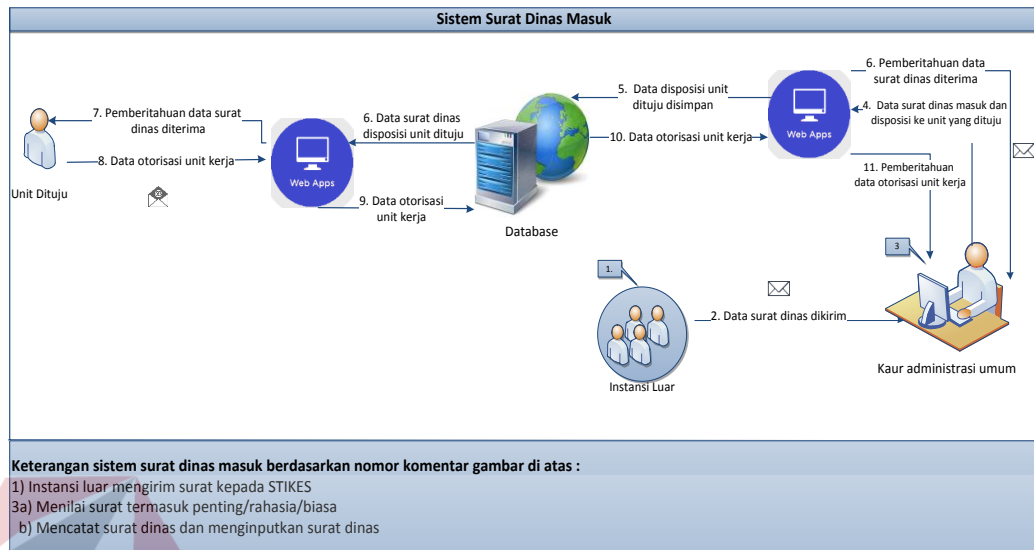 Sistem Surat Dinas Masuk
6. Pemberitahuan data
surat dinas diterima
5. Data disposisi unit
dituju disimpan
4. Data surat dinas masuk dan
disposisi ke unit yang dituju
7. Pemberitahuan data surat
dinas diterima
6. Data surat dinas
disposisi unit dituju
10. Data otorisasi unit kerja
Web Apps
8. Data otorisasi unit kerja
Web Apps
11. Pemberitahuan
data otorisasi unit kerja
Unit Dituju
9. Data otorisasi
unit kerja
Database
3
1.
2. Data surat dinas dikirim
Kaur administrasi umum
Instansi Luar
Keterangan sistem surat dinas masuk berdasarkan nomor komentar gambar di atas :
1) Instansi luar mengirim surat kepada STIKES
3a) Menilai surat termasuk penting/rahasia/biasa
b) Mencatat surat dinas dan menginputkan surat dinas